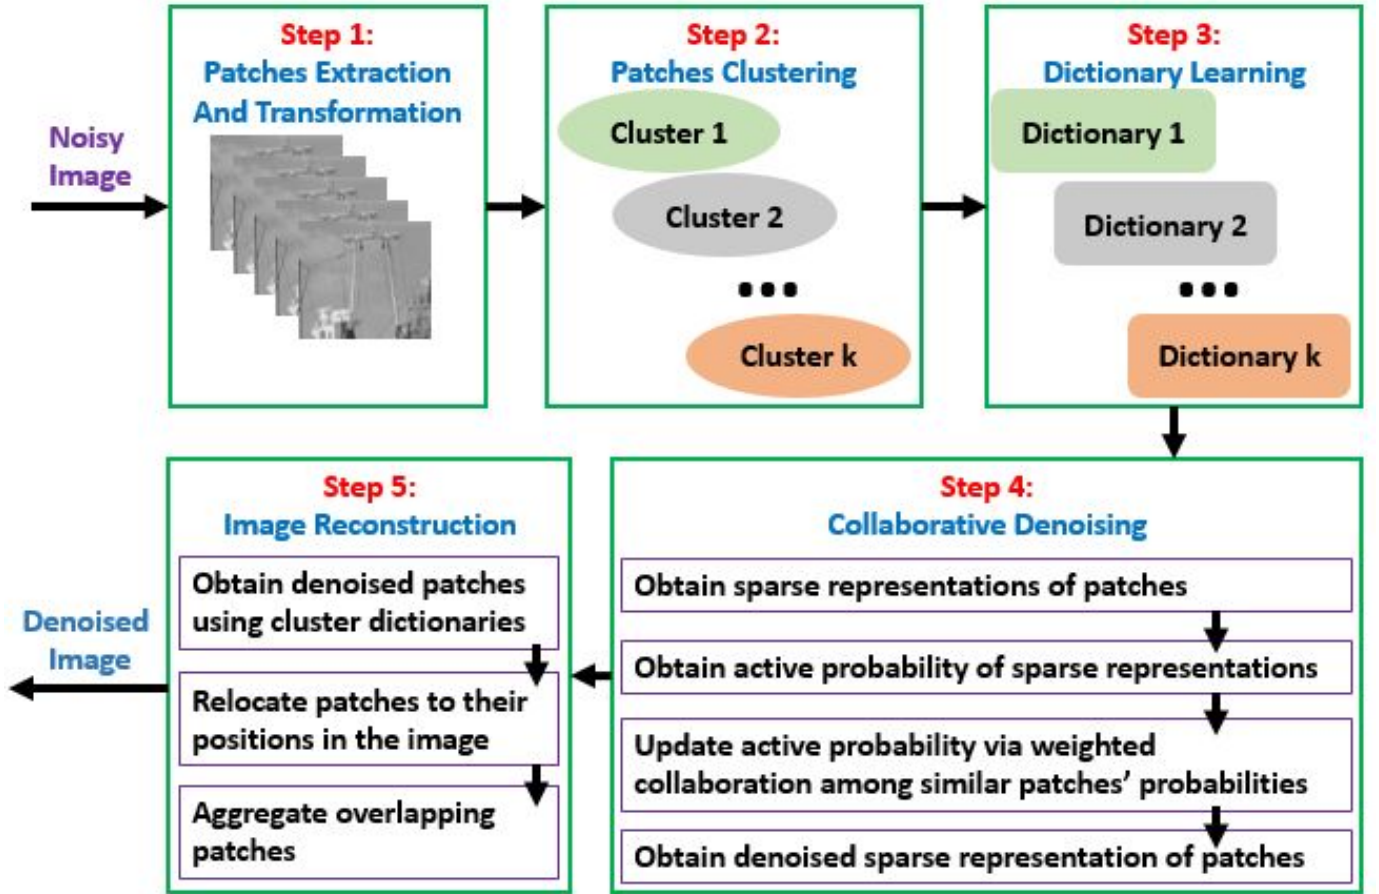 Noisy
Image
Step 1:
Patches Extraction
And Transformation
Step 2:
Patches Clustering
Cluster 1
Cluster 2
...
Cluster k
Step 3:
Dictionary Learning
Dictionary 1
Dictionary 2
...
Dictionary k
Step 4:
Collaborative Denoising
Obtain sparse representations of patches
Obtain active probability of sparse representations
Update active probability via weighted
collaboration among similar patches’ probabilities
Obtain denoised sparse representation of patches
Step 5:
Image Reconstruction
Obtain denoised patches
using cluster dictionaries
Relocate patches to their
positions in the image
Aggregate overlapping
patches
Denoised
Image